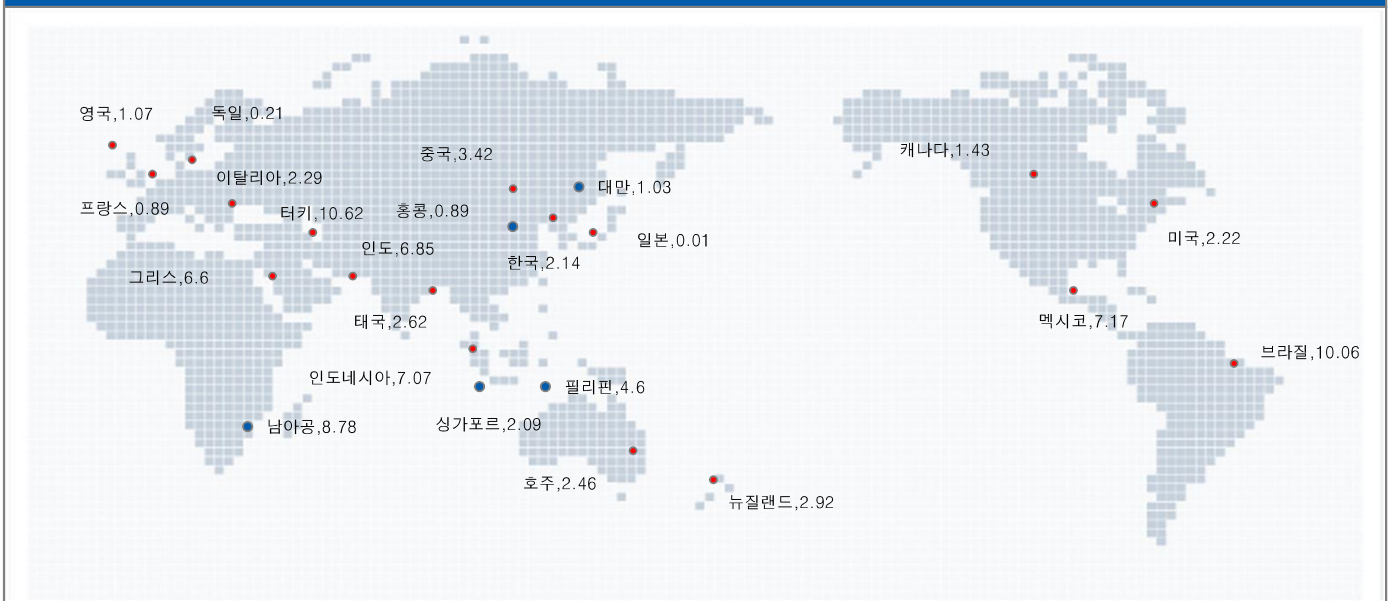 영국,1.07
독일,0.21
중국,3.42
캐나다,1.43
이탈리아,2.29
대만,1.03
프랑스,0.89
터키,10.62
홍콩,0.89
인도,6.85
일본,0.01
미국,2.22
한국,2.14
그리스,6.6
태국,2.62
멕시코,7.17
브라질,10.06
인도네시아,7.07
필리핀,4.6
남아공,8.78
싱가포르,2.09
호주,2.46
뉴질랜드,2.92